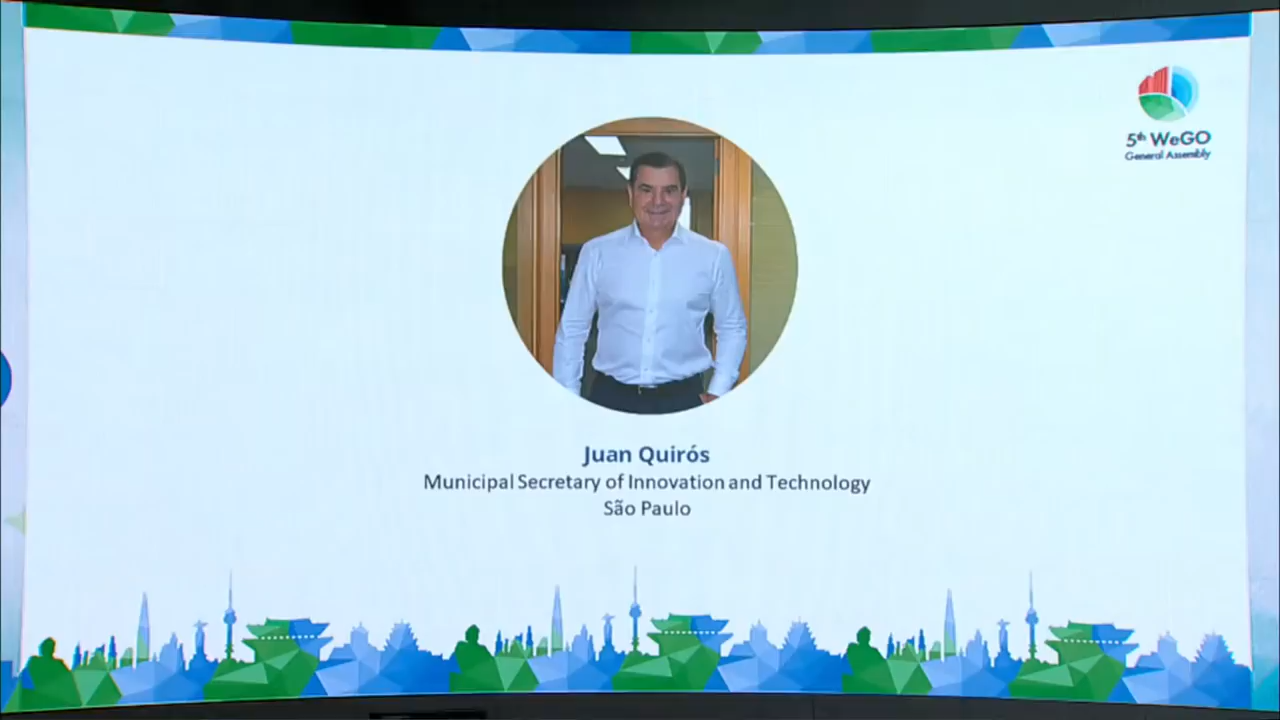 5th WeGO
General Assembly
Juan Quirós
Municipal Secretary of Innovation and Technology
São Paulo